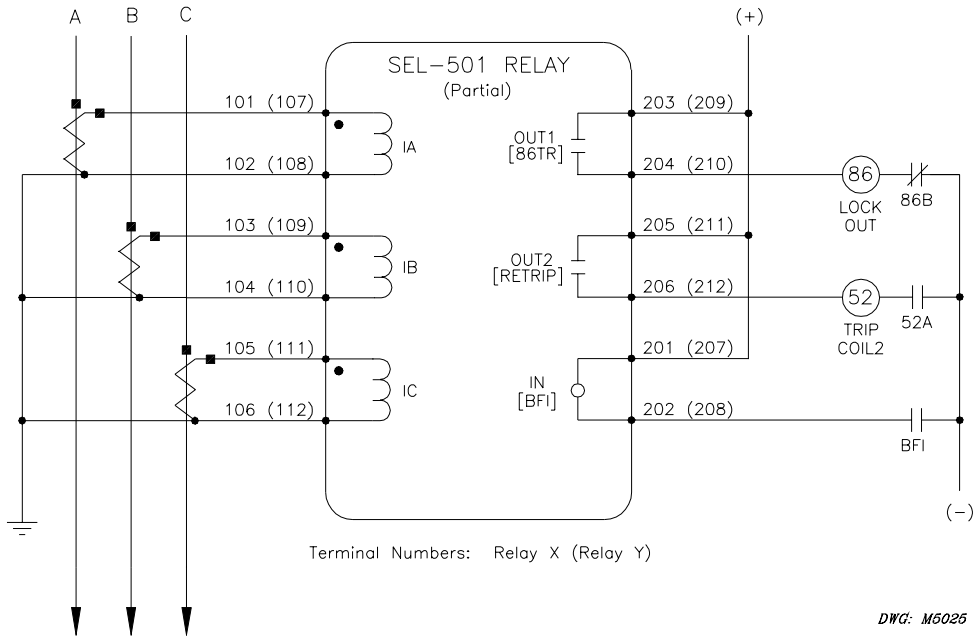 A B C (+)
SEL-501 RELAY
(Partial)
101 (107)
203 (209)
IA
OUT1
[86TR]
102 (108)
204 (210)
86
LOCK
OUT
86B
103 (109)
205 (211)
IB
OUT2
[RETRIP]
104 (110)
206 (212)
52
TRIP
COIL2
52A
105 (111)
201 (207)
IC
IN
[BFI]
106 (112)
202 (208)
BFI
(-)
Terminal Numbers: Relay X (Relay Y)
DWG: M5025